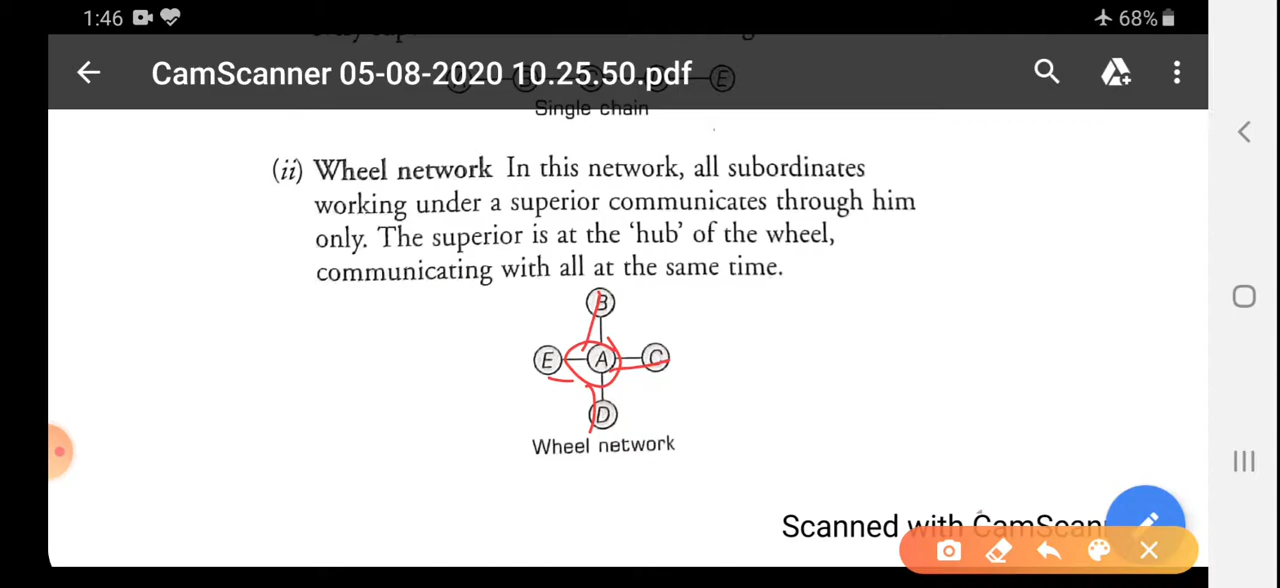 1:46
68%
CamScanner 05-08-2020 10.25.50.pdf
E
Single chain
(ii) Wheel network In this network, all subordinates
working under a superior communicates through him
only. The superior is at the 'hub' of the wheel,
communicating with all at the same time.
B
E A C
D
Wheel network
Scanned with CamScan